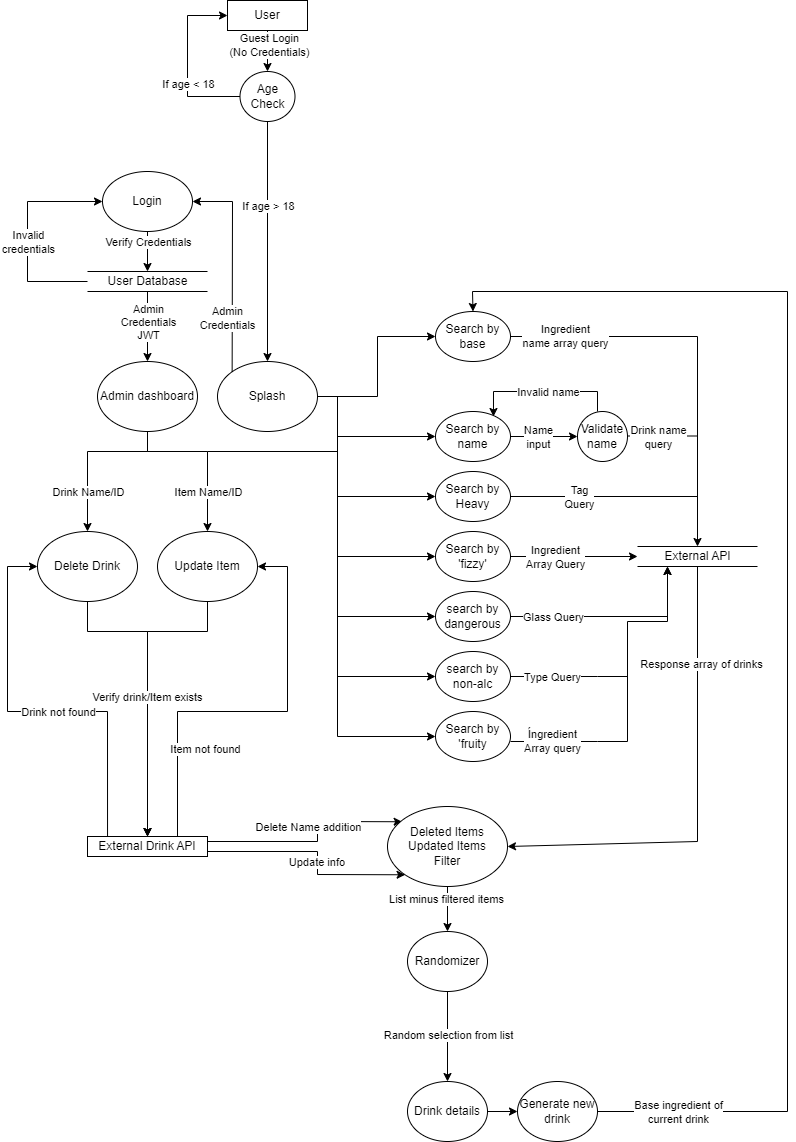 User
Guest Login
(No Credentials)
If age < 18
Age
Check
Login
If age > 18
Invalid
credentials
Verify Credentials
User Database
Admin
Credentials
JWT
Admin
Credentials
Admin dashboard
Splash
Search by
base
Ingredient
name array query
Invalid name
Search by
name
Name
input
Validate
name
Drink name
query
Search by
Heavy
Tag
Query
Drink Name/ID
Item Name/ID
Delete Drink
Update Item
Search by
'fizzy'
Ingredient
Array Query
External API
search by
dangerous
Glass Query
search by
non-alc
Type Query
Response array of drinks
Verify drink/Item exists
Drink not found
Item not found
Search by
'fruity
Íngredient
Array query
External Drink API
Delete Name addition
Update info
Deleted Items
Updated Items
Filter
List minus filtered items
Randomizer
Random selection from list
Drink details
Generate new
drink
Base ingredient of
current drink